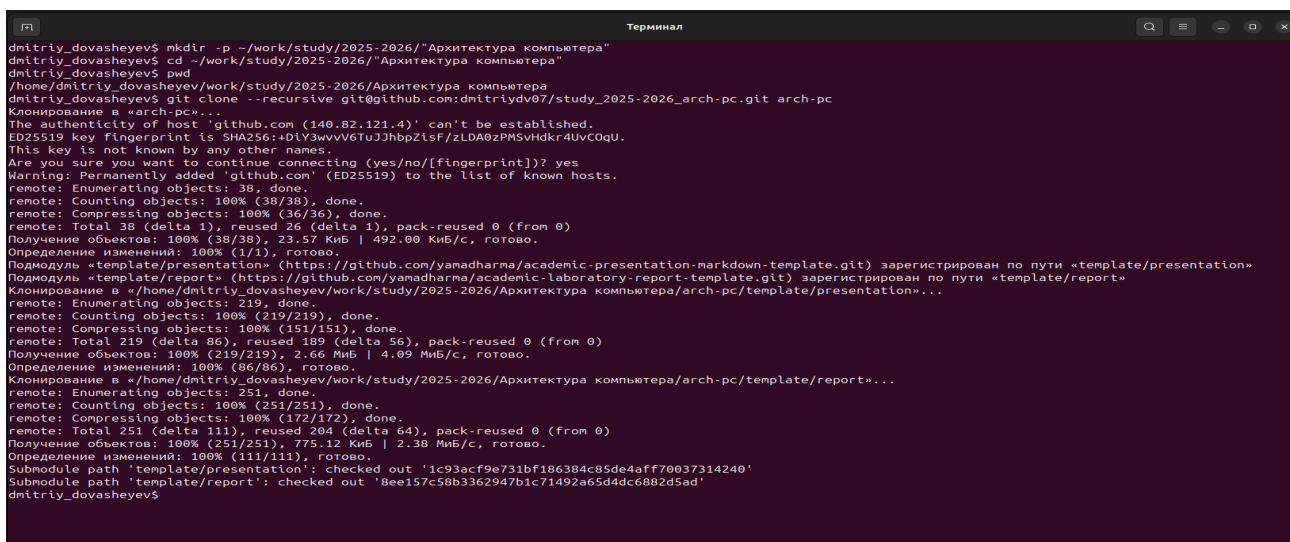 Терминал
dmitriy_dovasheyev$ mkdir -p ~/work/study/2025-2026/"Архитектура компьютера"
dmitriy_dovasheyev$ cd ~/work/study/2025-2026/"Архитектура компьютера"
dmitriy_dovasheyev$ pwd
/home/dmitriy_dovasheyev/work/study/2025-2026/Архитектура компьютера
dmitriy_dovasheyev$ git clone --recursive git@github.com:dmitriydv07/study_2025-2026_arch-pc.git arch-pc
Клонирование в «arch-pc»...
The authenticity of host 'github.com (140.82.121.4)' can't be established.
ED25519 key fingerprint is SHA256:+DiY3wvvV6TuJJhbpZisF/zLDA0zPMSvHdkr4UvCOqU.
This key is not known by any other names.
Are you sure you want to continue connecting (yes/no/[fingerprint])? yes
Warning: Permanently added 'github.com' (ED25519) to the list of known hosts.
remote: Enumerating objects: 38, done.
remote: Counting objects: 100% (38/38), done.
remote: Compressing objects: 100% (36/36), done.
remote: Total 38 (delta 1), reused 26 (delta 1), pack-reused 0 (from 0)
Получение объектов: 100% (38/38), 23.57 КиБ | 492.00 КиБ/с, готово.
Определение изменений: 100% (1/1), готово.
Подмодуль «template/presentation» (https://github.com/yamadharma/academic-presentation-markdown-template.git) зарегистрирован по пути «template/presentation»
Подмодуль «template/report» (https://github.com/yamadharma/academic-laboratory-report-template.git) зарегистрирован по пути «template/report»
Клонирование в «/home/dmitriy_dovasheyev/work/study/2025-2026/Архитектура компьютера/arch-pc/template/presentation»...
remote: Enumerating objects: 219, done.
remote: Counting objects: 100% (219/219), done.
remote: Compressing objects: 100% (151/151), done.
remote: Total 219 (delta 86), reused 189 (delta 56), pack-reused 0 (from 0)
Получение объектов: 100% (219/219), 2.66 МиБ | 4.09 МиБ/с, готово.
Определение изменений: 100% (86/86), готово.
Клонирование в «/home/dmitriy_dovasheyev/work/study/2025-2026/Архитектура компьютера/arch-pc/template/report»...
remote: Enumerating objects: 251, done.
remote: Counting objects: 100% (251/251), done.
remote: Compressing objects: 100% (172/172), done.
remote: Total 251 (delta 111), reused 204 (delta 64), pack-reused 0 (from 0)
Получение объектов: 100% (251/251), 775.12 КиБ | 2.38 МиБ/с, готово.
Определение изменений: 100% (111/111), готово.
Submodule path 'template/presentation': checked out '1c93acf9e731bf186384c85de4aff70037314240'
Submodule path 'template/report': checked out '8ee157c58b3362947b1c71492a65d4dc6882d5ad'
dmitriy_dovasheyev$